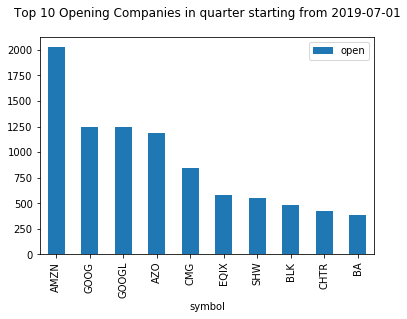 Top 10 Opening Companies in quarter starting from 2019-07-01
open
2000
1750
1500
1250
1000
750
500
250
0
AMZN
GOOG
GOOGL
AZO
CMG
EQIX
SHW
BLK
CHTR
BA
symbol